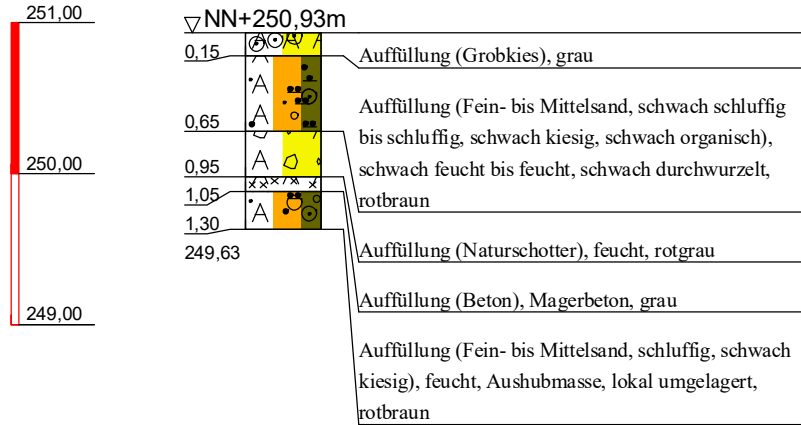 251,00
250,00
249,00
NN+250,93m
0,15
0,65
0,95
1,05
1,30
249,63
A A
A
A
A
A
A
Auffüllung (Grobkies), grau
Auffüllung (Fein- bis Mittelsand, schwach schluffig
bis schluffig, schwach kiesig, schwach organisch),
schwach feucht bis feucht, schwach durchwurzelt,
rotbraun
Auffüllung (Naturschotter), feucht, rotgrau
Auffüllung (Beton), Magerbeton, grau
Auffüllung (Fein- bis Mittelsand, schluffig, schwach
kiesig), feucht, Aushubmasse, lokal umgelagert,
rotbraun